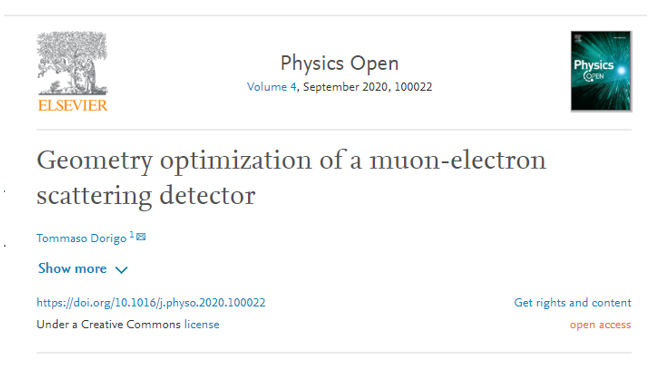 ELSEVIER
Physics Open
Volume 4, September 2020, 100022
Physics
OPEN
Geometry optimization of a muon-electron
scattering detector
Tommaso Dorigo 1
Show more
https://doi.org/10.1016/j.physo.2020.100022
Get rights and content
Under a Creative Commons license
open access